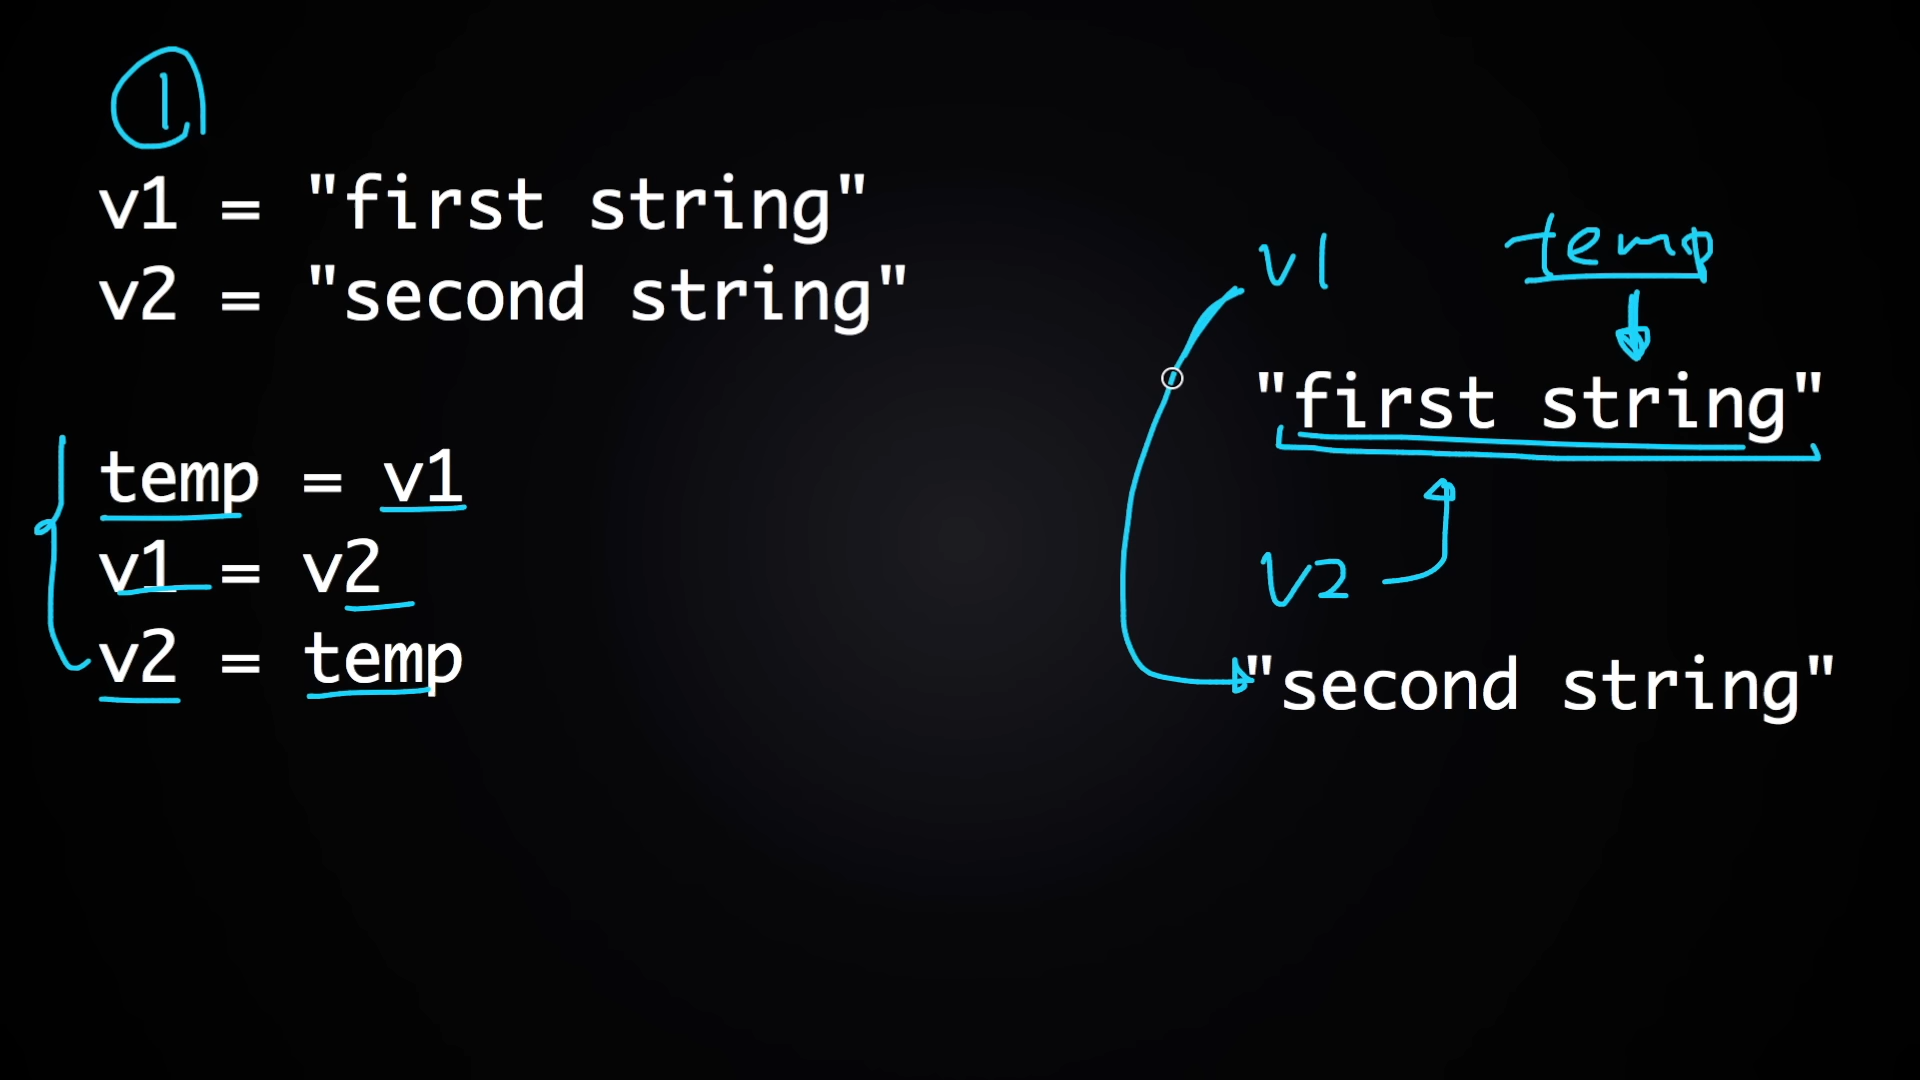 1
v1 = "first string"
v2 = "second string"
temp = v1
v1 = v2
v2 = temp
v1
temp
"first string"
v2
"second string"